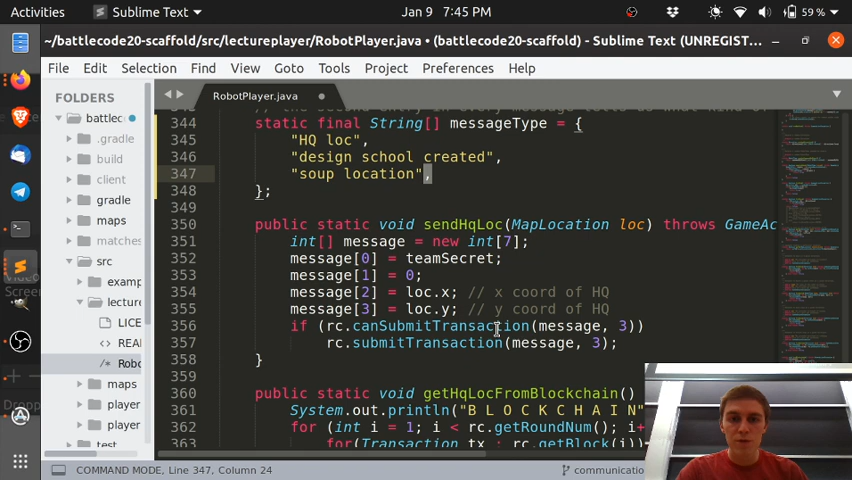 Activities Sublime Text Jan 9 7:45 PM 59 %
~/battlecode20-scaffold/src/lectureplayer/RobotPlayer.java • (battlecode20-scaffold) - Sublime Text (UNREGIST...
File Edit Selection Find View Goto Tools Project Preferences Help
FOLDERS
battlec
.gradle
build
client
gradle
maps
matches
src
examp
lecture
LICE
REA
/* Robo
maps
player
player
test
RobotPlayer.java
344 static final String[] messageType = {
345 "HQ loc",
346 "design school created",
347 "soup location",
348 };
349
350 public static void sendHqLoc(MapLocation loc) throws GameAc
351 int[] message = new int[7];
352 message[0] = teamSecret;
353 message[1] = 0;
354 message[2] = loc.x; // x coord of HQ
355 message[3] = loc.y; // y coord of HQ
356 if (rc.canSubmitTransaction(message, 3))
357 rc.submitTransaction(message, 3);
358 }
359
360 public static void getHqLocFromBlockchain()
361 System.out.println("B L O C K C H A I N"
362 for (int i = 1; i < rc.getRoundNum(); i+
363 for(Transaction tx : rc.getBlock(i))
COMMAND MODE, Line 347, Column 24
communicatio